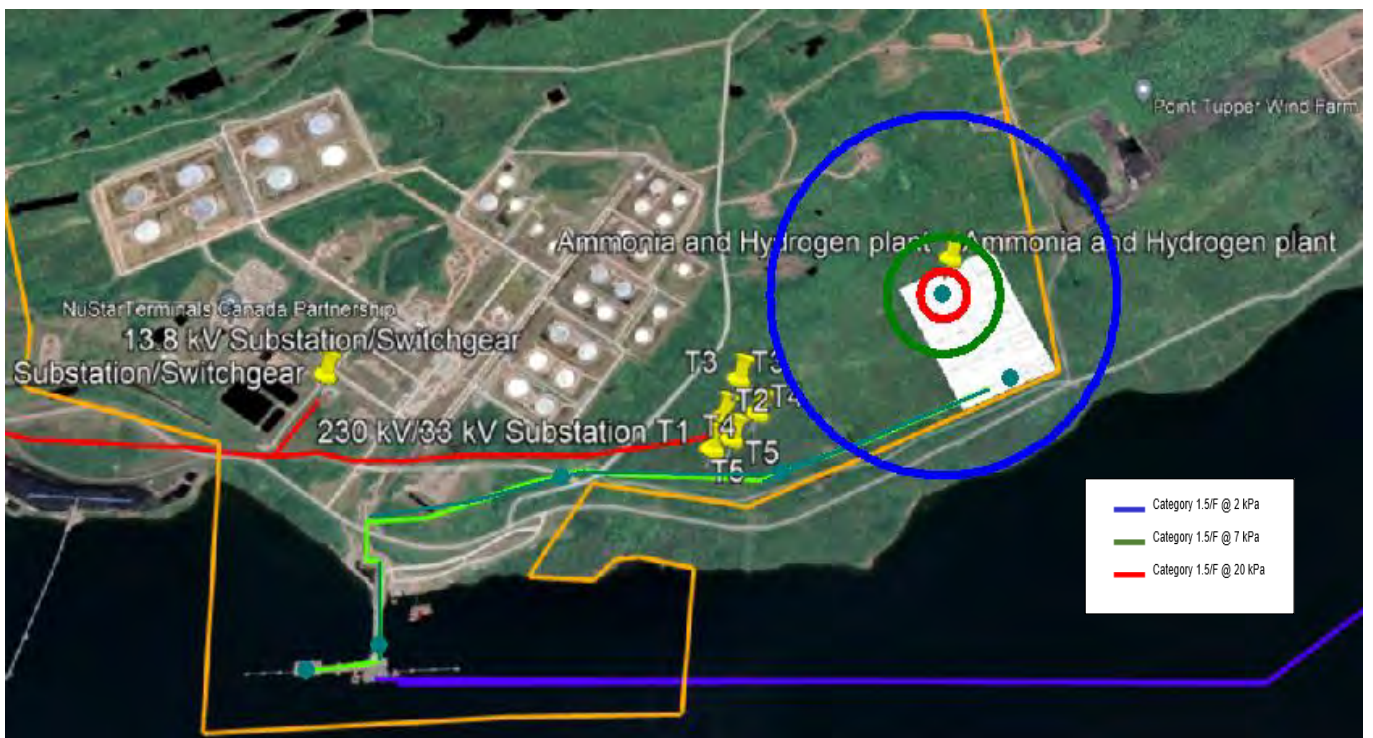 Point Tupper Wind Farm
Ammonia and Hydrogen plant
Ammonia and Hydrogen plant
NuStarTerminals Canada Partnership
13.8 kV Substation/Switchgear
Substation/Switchgear
T3
T3
T2
T4
230 kV/33 kV Substation T1
T4
T5
T5
Category 1.5/F @ 2 kPa
Category 1.5/F @ 7 kPa
Category 1.5/F @ 20 kPa